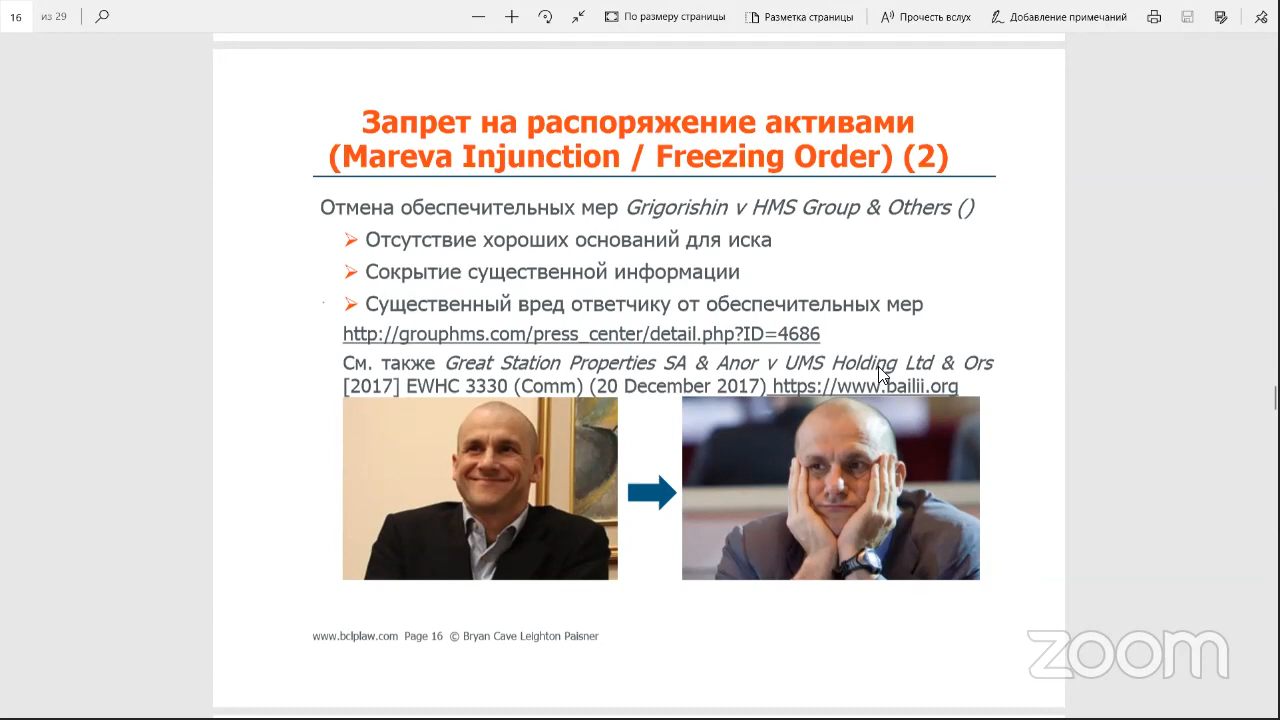 16 из 29 По размеру страницы Разметка страницы Прочесть вслух Добавление примечаний
Запрет на распоряжение активами
(Mareva Injunction / Freezing Order) (2)
Отмена обеспечительных мер Grigorishin v HMS Group & Others ()
Отсутствие хороших оснований для иска
Сокрытие существенной информации
Существенный вред ответчику от обеспечительных мер
http://grouphms.com/press_center/detail.php?ID=4686
См. также Great Station Properties SA & Anor v UMS Holding Ltd & Ors
[2017] EWHC 3330 (Comm) (20 December 2017) https://www.bailii.org
www.bclplaw.com Page 16 © Bryan Cave Leighton Paisner
zoom